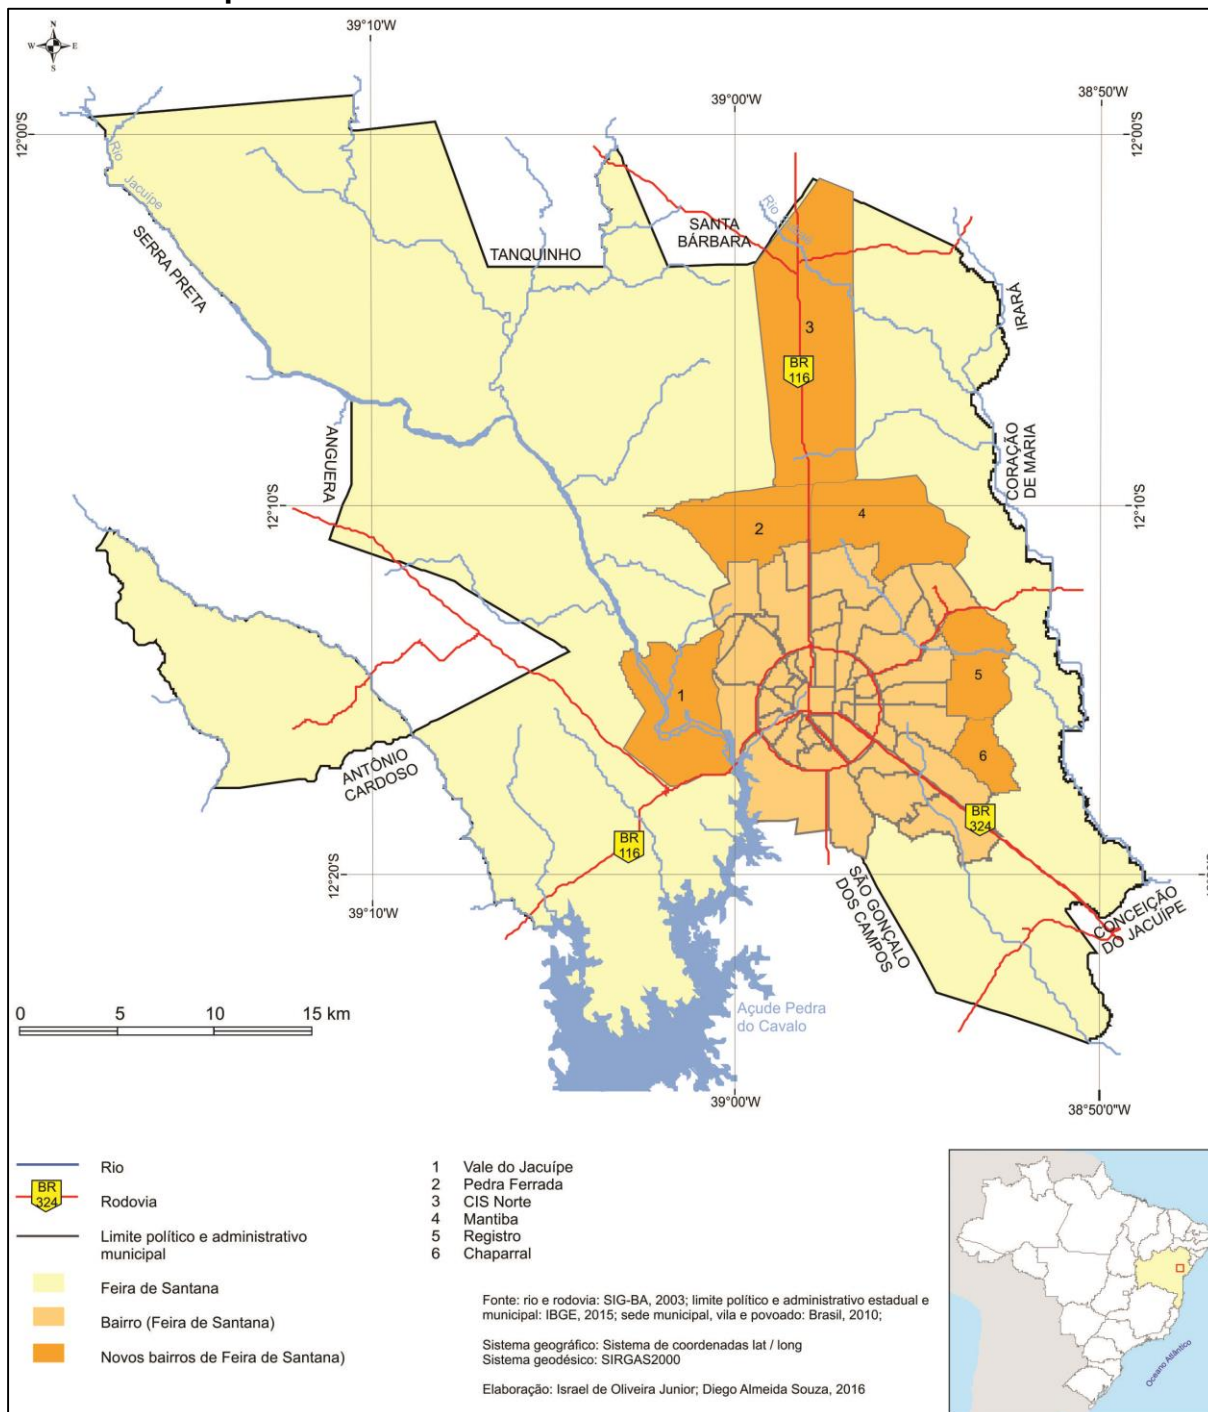 N
W E
S
39°10'W
39°00'W
38°50'W
12°00'S
12°00'S
Rio
Jacuípe
SERRA PRETA
TANQUINHO
SANTA
BÁRBARA
Rio
IRARÁ
3
BR
116
ANGUERA
CORAÇÃO
DE MARIA
12°10'S
12°10'S
2
4
1
5
6
ANTÔNIO
CARDOSO
BR
116
BR
324
12°20'S
39°10'W
SÃO GONÇALO
DOS CAMPOS
CONCEIÇÃO
DO JACUÍPE
Açude Pedra
do Cavalo
0 5 10 15 km
39°00'W
38°50'0"W
Rio
BR
324
Rodovia
Limite político e administrativo
municipal
Feira de Santana
Bairro (Feira de Santana)
Novos bairros de Feira de Santana)
1 Vale do Jacuípe
2 Pedra Ferrada
3 CIS Norte
4 Mantiba
5 Registro
6 Chaparral
Fonte: rio e rodovia: SIG-BA, 2003; limite político e administrativo estadual e
municipal: IBGE, 2015; sede municipal, vila e povoado: Brasil, 2010;
Sistema geográfico: Sistema de coordenadas lat / long
Sistema geodésico: SIRGAS2000
Elaboração: Israel de Oliveira Junior; Diego Almeida Souza, 2016
Oceano Atlântico